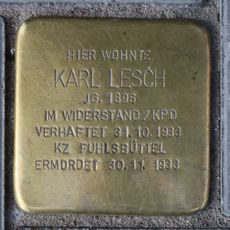 HIER WOHNTE
KARL LESCH
JG. 1896
IM WIDERSTAND/KPD
VERHAFTET 31.10.1933
KZ FUHLSBÜTTEL
ERMORDET 30.11.1933